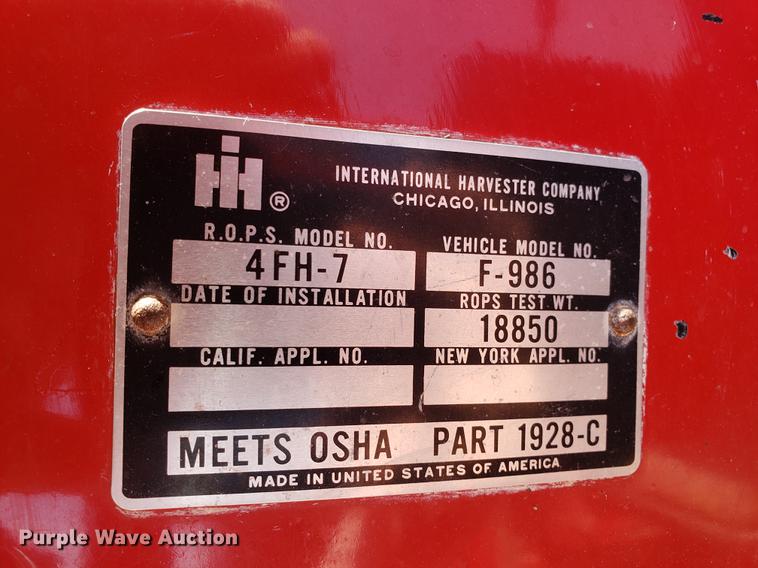 IH ®
INTERNATIONAL HARVESTER COMPANY
CHICAGO, ILLINOIS
R.O.P.S. MODEL NO. VEHICLE MODEL NO.
4FH-7 F-986
DATE OF INSTALLATION ROPS TEST WT.
18850
CALIF. APPL. NO. NEW YORK APPL. NO.
MEETS OSHA PART 1928-C
MADE IN UNITED STATES OF AMERICA
Purple Wave Auction®